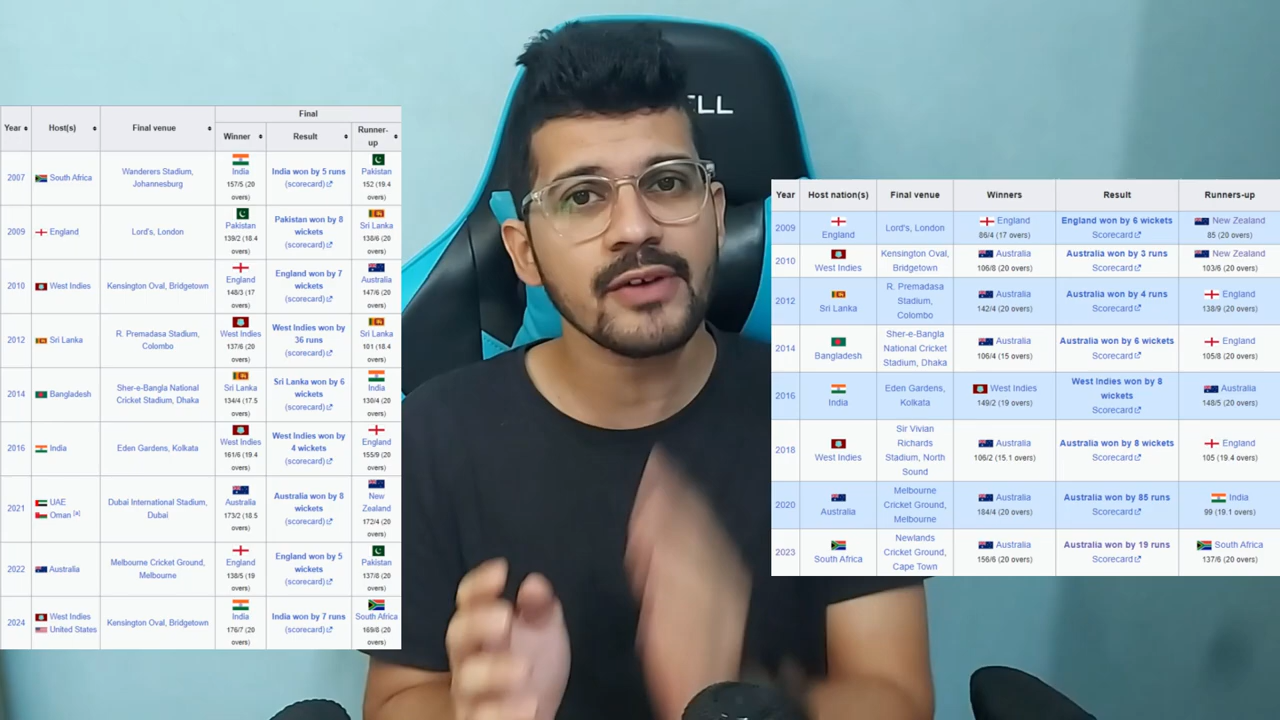 Final
Year Host(s) Final venue Winner Result Runner-
up
2007 South Africa Wanderers Stadium,
Johannesburg India
157/5 (20
overs) India won by 5 runs
(scorecard) Pakistan
152 (19.4
overs)
2009 England Lord's, London Pakistan
139/2 (18.4
overs) Pakistan won by 8
wickets
(scorecard) Sri Lanka
138/6 (20
overs)
2010 West Indies Kensington Oval, Bridgetown England
148/3 (17
overs) England won by 7
wickets
(scorecard) Australia
147/6 (20
overs)
2012 Sri Lanka R. Premadasa Stadium,
Colombo West Indies
137/6 (20
overs) West Indies won by
36 runs
(scorecard) Sri Lanka
101 (18.4
overs)
2014 Bangladesh Sher-e-Bangla National
Cricket Stadium, Dhaka Sri Lanka
134/4 (17.5
overs) Sri Lanka won by 6
wickets
(scorecard) India
130/4 (20
overs)
2016 India Eden Gardens, Kolkata West Indies
161/6 (19.4
overs) West Indies won by
4 wickets
(scorecard) England
155/9 (20
overs)
2021 UAE
Oman [a] Dubai International Stadium,
Dubai Australia
173/2 (18.5
overs) Australia won by 8
wickets
(scorecard) New
Zealand
172/4 (20
overs)
2022 Australia Melbourne Cricket Ground,
Melbourne England
138/5 (19
overs) England won by 5
wickets
(scorecard) Pakistan
137/8 (20
overs)
2024 West Indies
United States Kensington Oval, Bridgetown India
176/7 (20
overs) India won by 7 runs
(scorecard) South Africa
169/8 (20
overs)
Year Host nation(s) Final venue Winners Result Runners-up
2009 England Lord's, London England
86/4 (17 overs) England won by 6 wickets
Scorecard New Zealand
85 (20 overs)
2010 West Indies Kensington Oval,
Bridgetown Australia
106/8 (20 overs) Australia won by 3 runs
Scorecard New Zealand
103/6 (20 overs)
2012 Sri Lanka R. Premadasa
Stadium,
Colombo Australia
142/4 (20 overs) Australia won by 4 runs
Scorecard England
138/9 (20 overs)
2014 Bangladesh Sher-e-Bangla
National Cricket
Stadium, Dhaka Australia
106/4 (15 overs) Australia won by 6 wickets
Scorecard England
105/8 (20 overs)
2016 India Eden Gardens,
Kolkata West Indies
149/2 (19 overs) West Indies won by 8
wickets
Scorecard Australia
148/5 (20 overs)
2018 West Indies Sir Vivian
Richards
Stadium, North
Sound Australia
106/2 (15.1 overs) Australia won by 8 wickets
Scorecard England
105 (19.4 overs)
2020 Australia Melbourne
Cricket Ground,
Melbourne Australia
184/4 (20 overs) Australia won by 85 runs
Scorecard India
99 (19.1 overs)
2023 South Africa Newlands
Cricket Ground,
Cape Town Australia
156/6 (20 overs) Australia won by 19 runs
Scorecard South Africa
137/6 (20 overs)